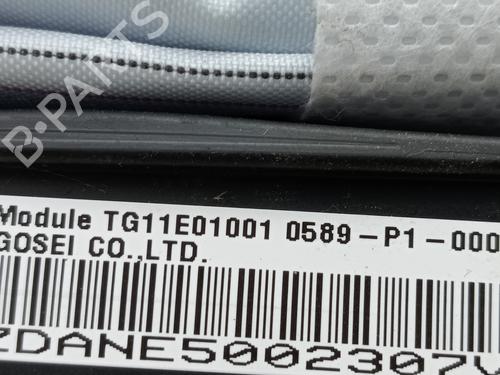 B-PARTS
Module TG11E01001 0589-P1-000
GOSEI CO.,LTD.
ZDANE5002307V